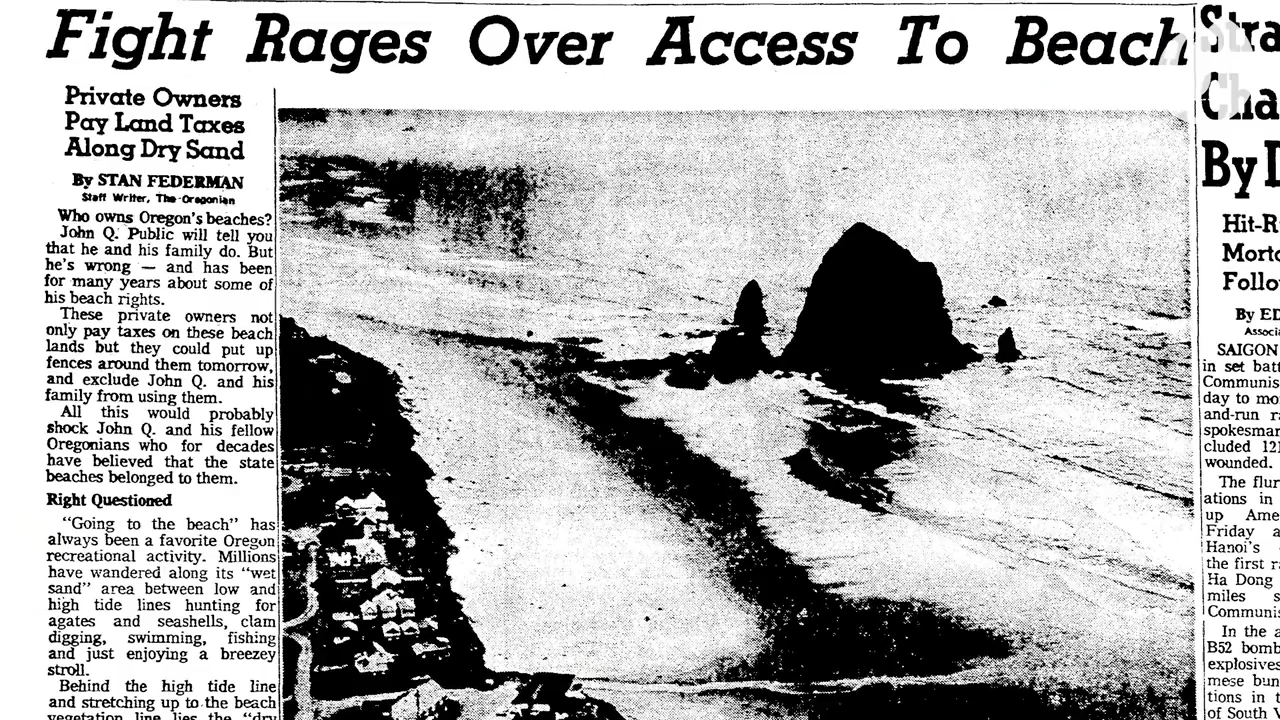 Fight Rages Over Access To Beach
Private Owners
Pay Land Taxes
Along Dry Sand
By STAN FEDERMAN
Staff Writer, The Oregonian
Who owns Oregon's beaches?
John Q. Public will tell you
that he and his family do. But
he's wrong — and has been
for many years about some of
his beach rights.
These private owners not
only pay taxes on these beach
lands but they could put up
fences around them tomorrow,
and exclude John Q. and his
family from using them.
All this would probably
shock John Q. and his fellow
Oregonians who for decades
have believed that the state
beaches belonged to them.
Right Questioned
"Going to the beach" has
always been a favorite Oregon
recreational activity. Millions
have wandered along its "wet
sand" area between low and
high tide lines hunting for
agates and seashells, clam
digging, swimming, fishing
and just enjoying a breezy
stroll.
Behind the high tide line
and stretching up to the beach
vegetation line lies the "dry
Stra
Cha
By D
Hit-R
Morto
Follo
By ED
Associ
SAIGON
in set batt
Communis
day to mo
and-run ra
spokesman
cluded 121
wounded.
The flur
ations in
up Ame
Friday a
Hanoi's
the first ra
Ha Dong
miles s
Communis
In the a
B52 bomb
explosives
mese bun
tions in t
of South V